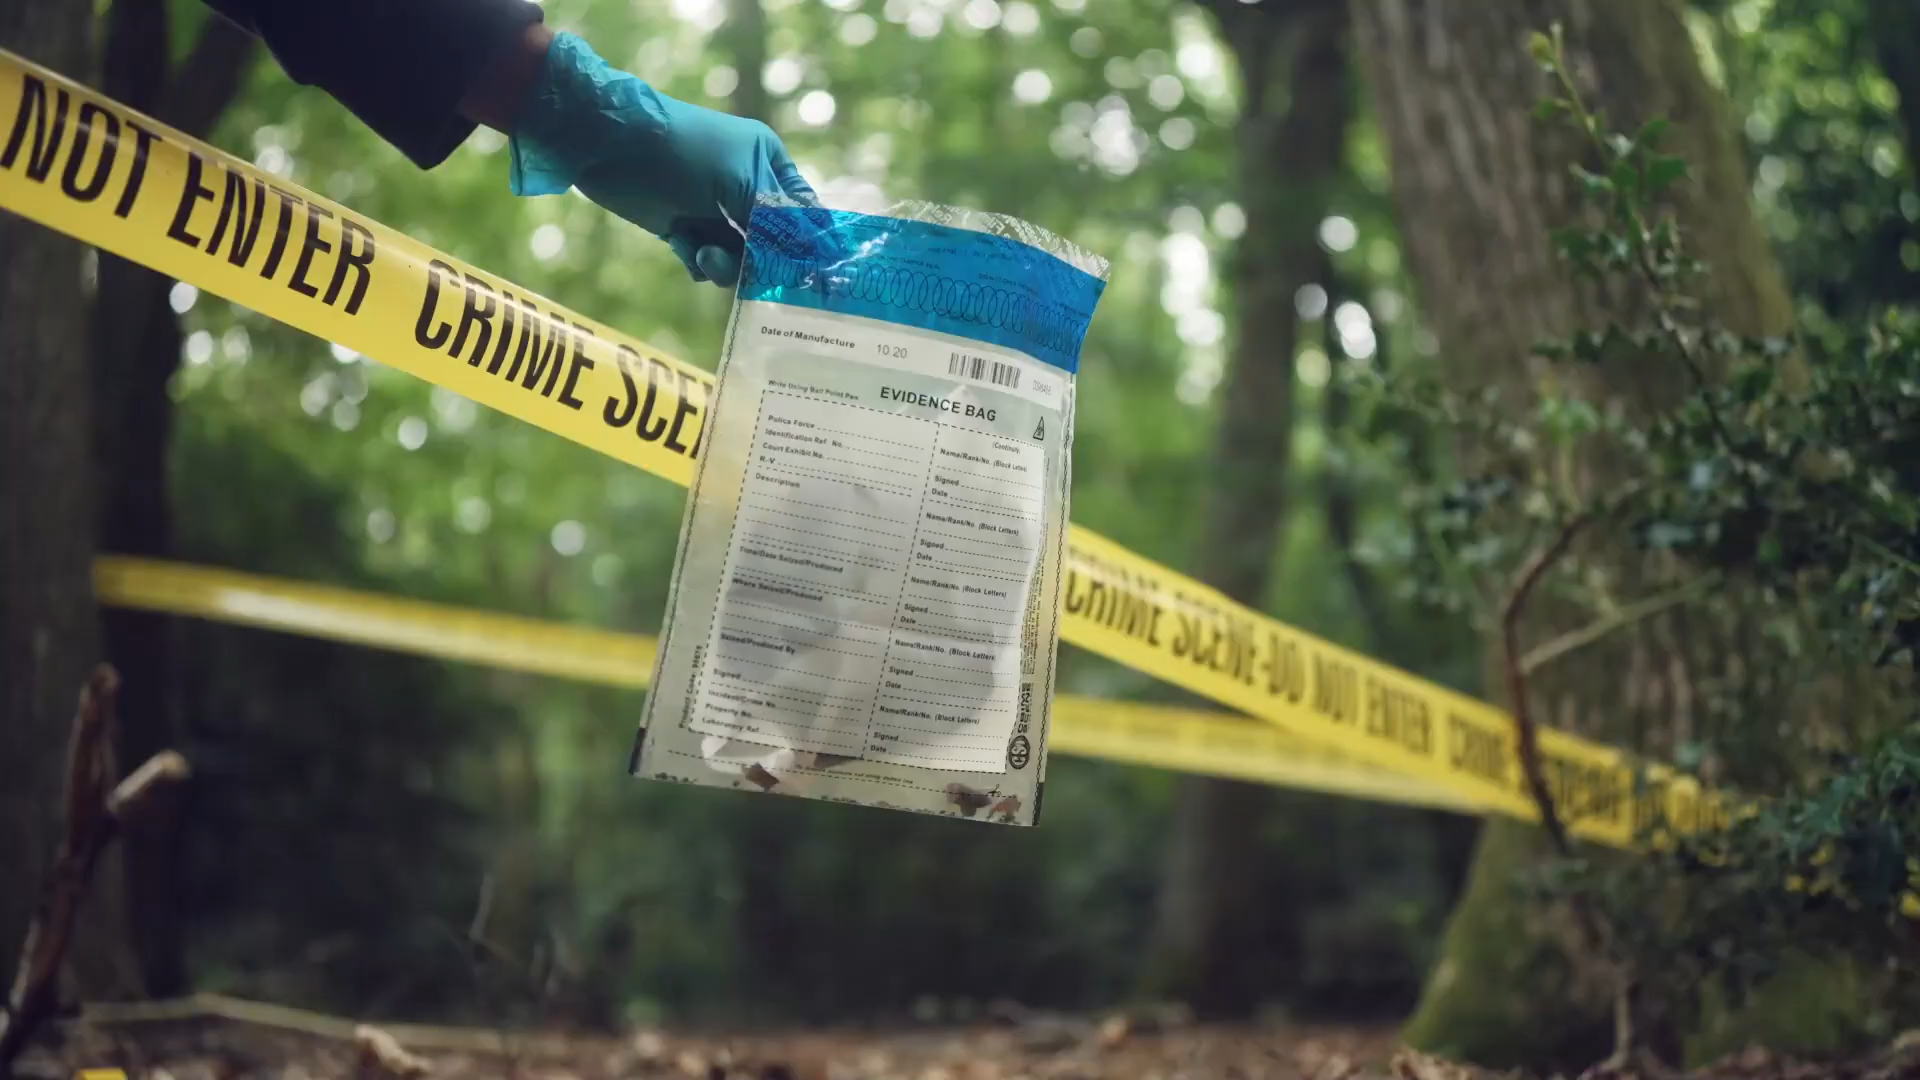 NOT ENTER CRIME SCE
Date of Manufacture 10 20
Write Using Ball Point Pen
EVIDENCE BAG
Police Force
Identification Ref. No.
Court Exhibit No.
R.-V
Description
Time/Date Seized/Produced
Where Seized/Produced
Seized/Produced By
Signed
Incident/Crime No.
Property No.
Laboratory Ref
(Continuity
Name/Rank/No. (Block Letter
Signed
Date
Name/Rank/No. (Block Letters)
Signed
Date
Name/Rank/No. (Block Letters)
Signed
Date
Name/Rank/No. (Block Letters
Signed
Date
Name/Rank/No. (Block Letters)
Signed
Date
CRIME SCENE-DO NOT ENTER CRIME